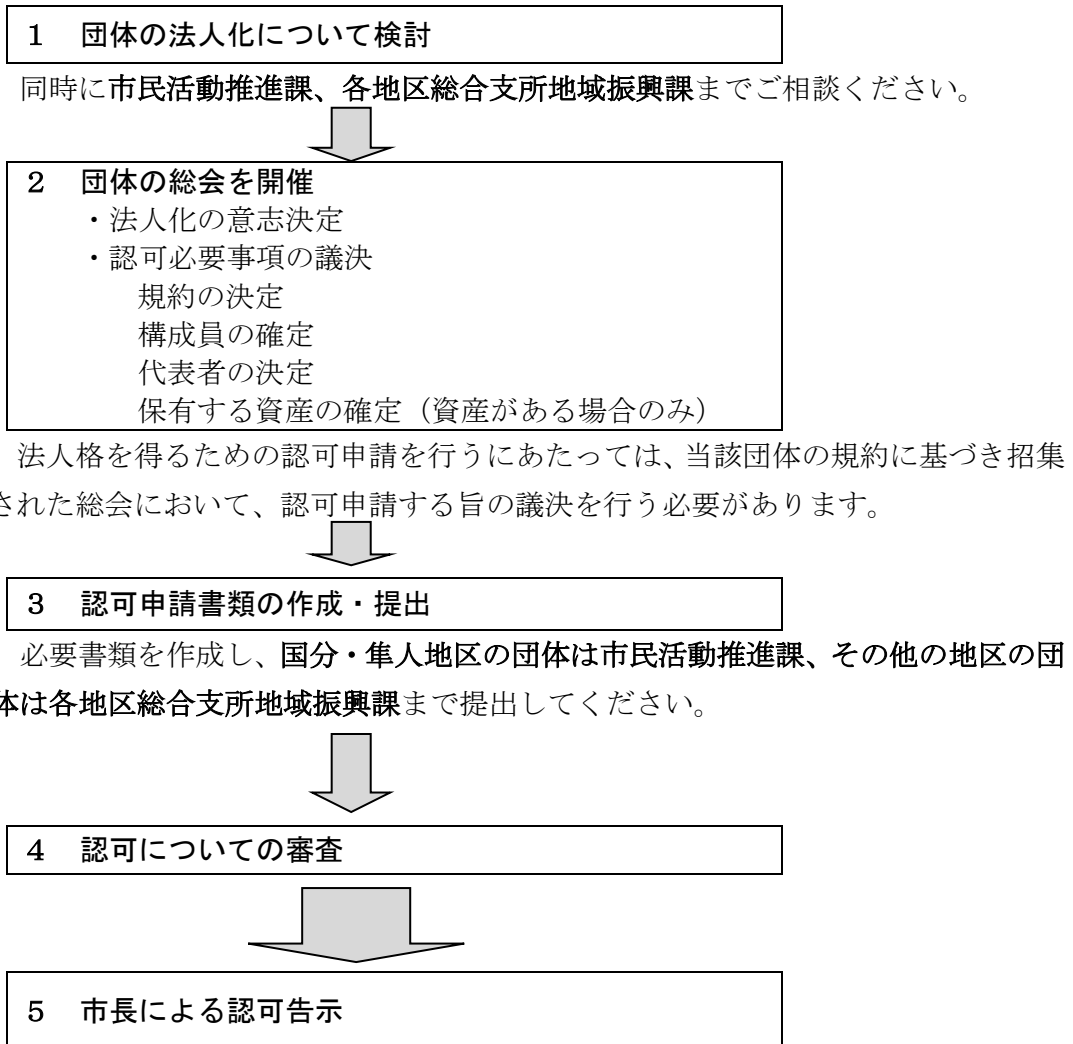 １　団体の法人化について検討
同時に市民活動推進課、各地区総合支所地域振興課までご相談ください。
２　団体の総会を開催
・法人化の意志決定
・認可必要事項の議決
規約の決定
構成員の確定
代表者の決定
保有する資産の確定（資産がある場合のみ）
法人格を得るための認可申請を行うにあたっては、当該団体の規約に基づき招集
された総会において、認可申請する旨の議決を行う必要があります。
３　認可申請書類の作成・提出
必要書類を作成し、国分・隼人地区の団体は市民活動推進課、その他の地区の団
体は各地区総合支所地域振興課まで提出してください。
４　認可についての審査
５　市長による認可告示